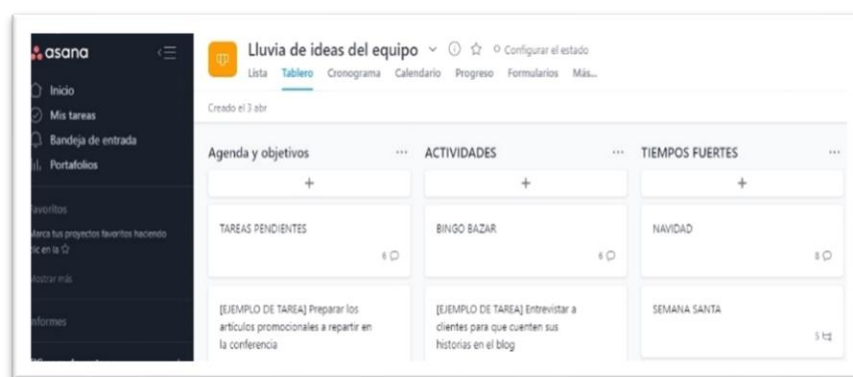 asana
Inicio
Mis tareas
Bandeja de entrada
Portafolios
Favoritos
Marca tus proyectos favoritos haciendo
clic en la
Mostrar más
Informes
Lluvia de ideas del equipo
Configurar el estado
Lista Tablero Cronograma Calendario Progreso Formularios Más...
Creado el 3 abr
Agenda y objetivos
TAREAS PENDIENTES
6
[EJEMPLO DE TAREA] Preparar los
artículos promocionales a repartir en
la conferencia
ACTIVIDADES
BINGO BAZAR
6
[EJEMPLO DE TAREA] Entrevistar a
clientes para que cuenten sus
historias en el blog
TIEMPOS FUERTES
NAVIDAD
8
SEMANA SANTA
5